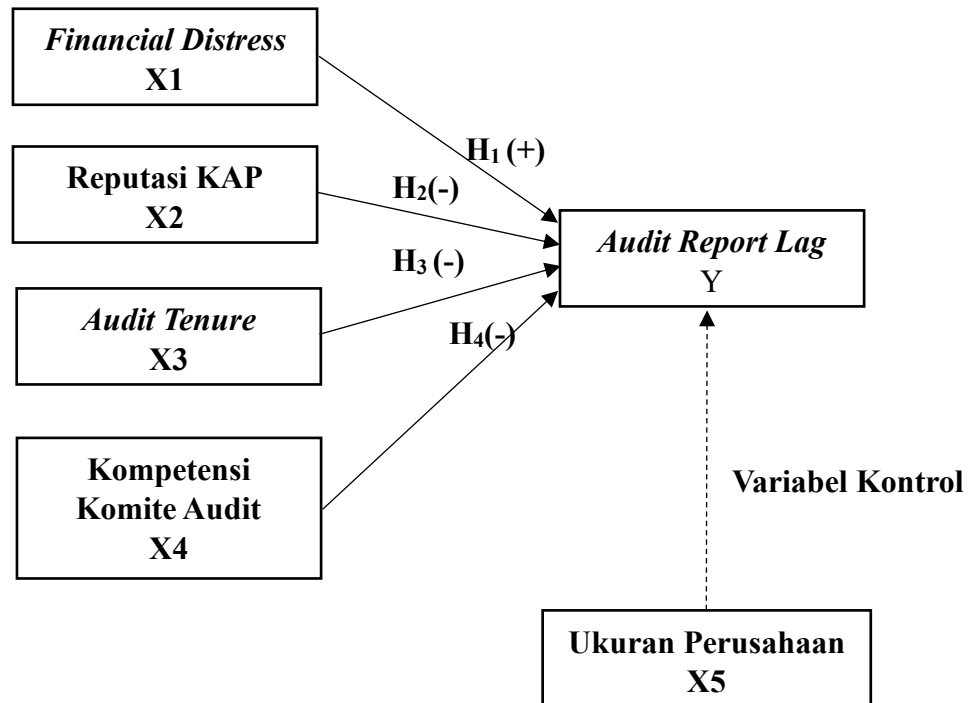 Financial Distress
X1
H₁ (+)
Reputasi KAP
X2
H₂(-)
Audit Report Lag
Y
H₃ (-)
Audit Tenure
X3
H₄(-)
Kompetensi
Komite Audit
X4
Variabel Kontrol
Ukuran Perusahaan
X5